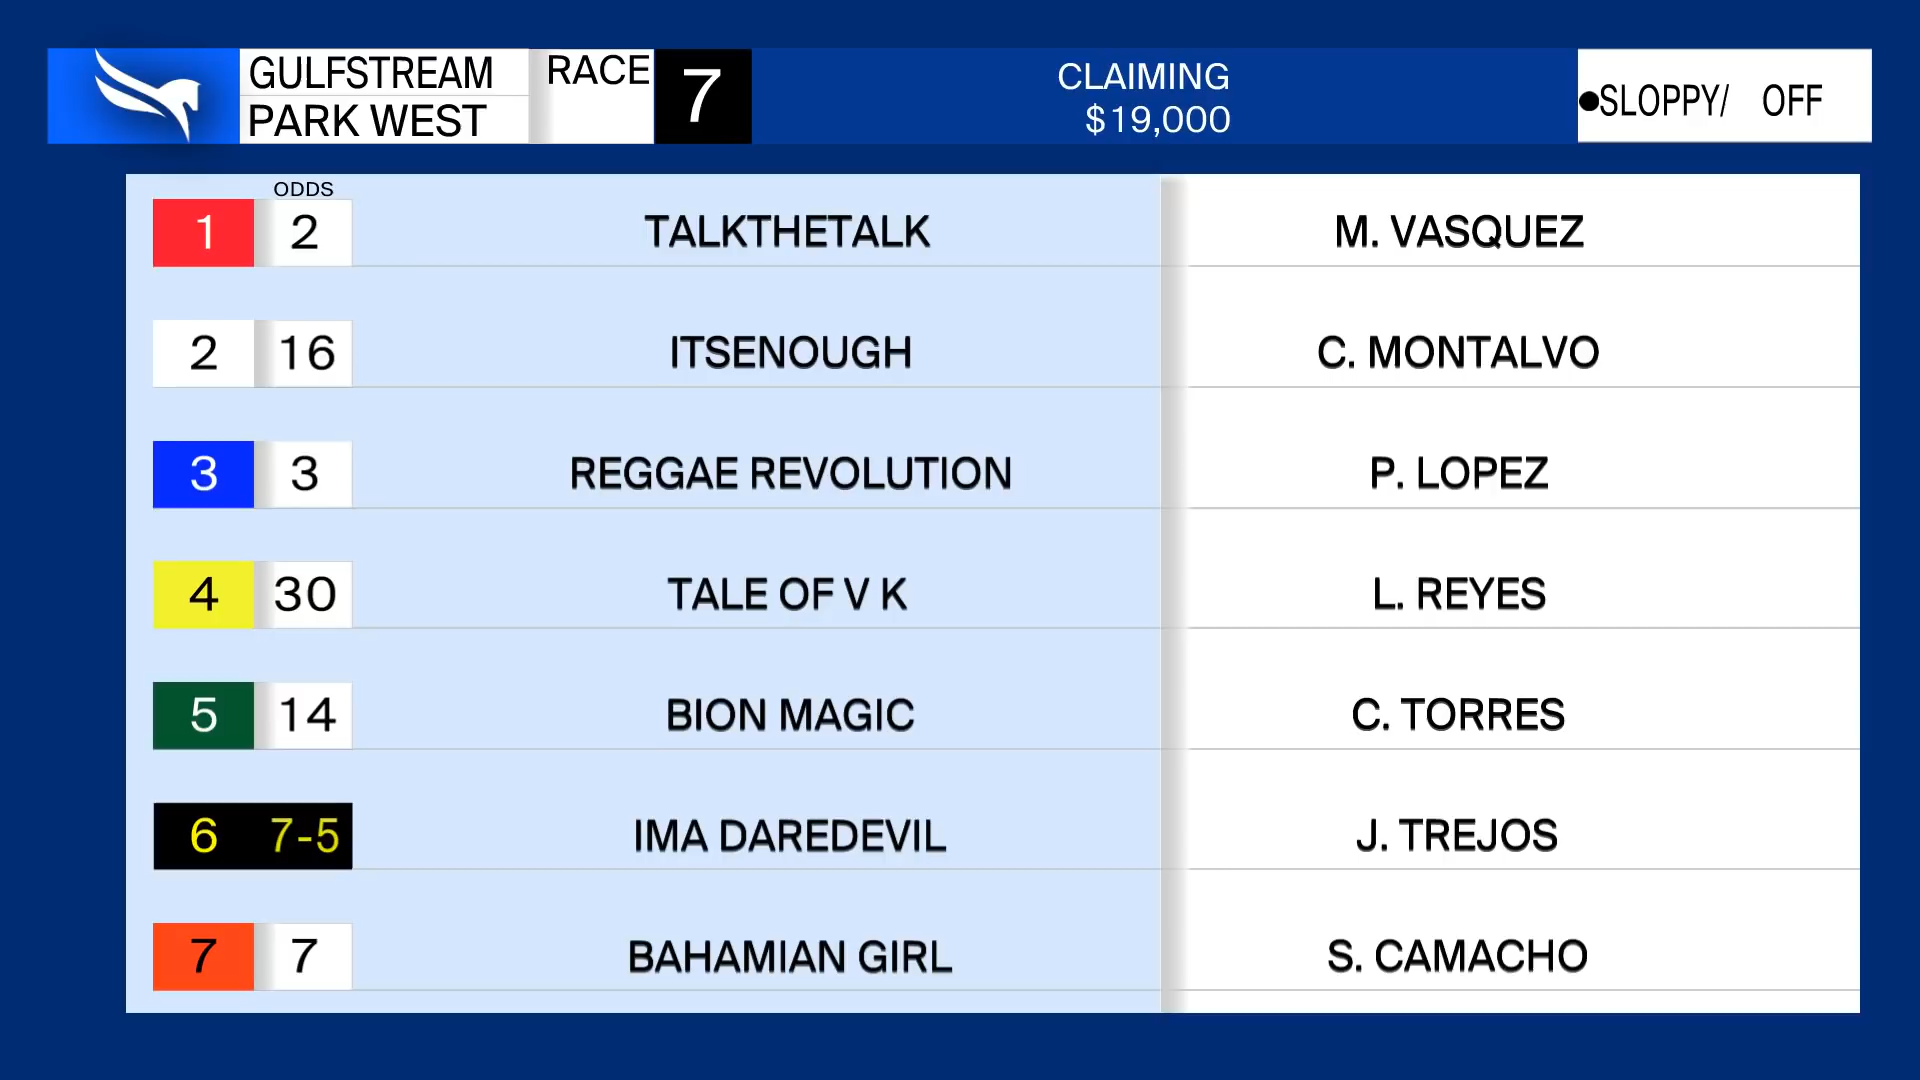 GULFSTREAM
PARK WEST
RACE
7
CLAIMING
$19,000
SLOPPY/ OFF
ODDS
1 2 TALKTHETALK M. VASQUEZ
2 16 ITSENOUGH C. MONTALVO
3 3 REGGAE REVOLUTION P. LOPEZ
4 30 TALE OF V K L. REYES
5 14 BION MAGIC C. TORRES
6 7-5 IMA DAREDEVIL J. TREJOS
7 7 BAHAMIAN GIRL S. CAMACHO